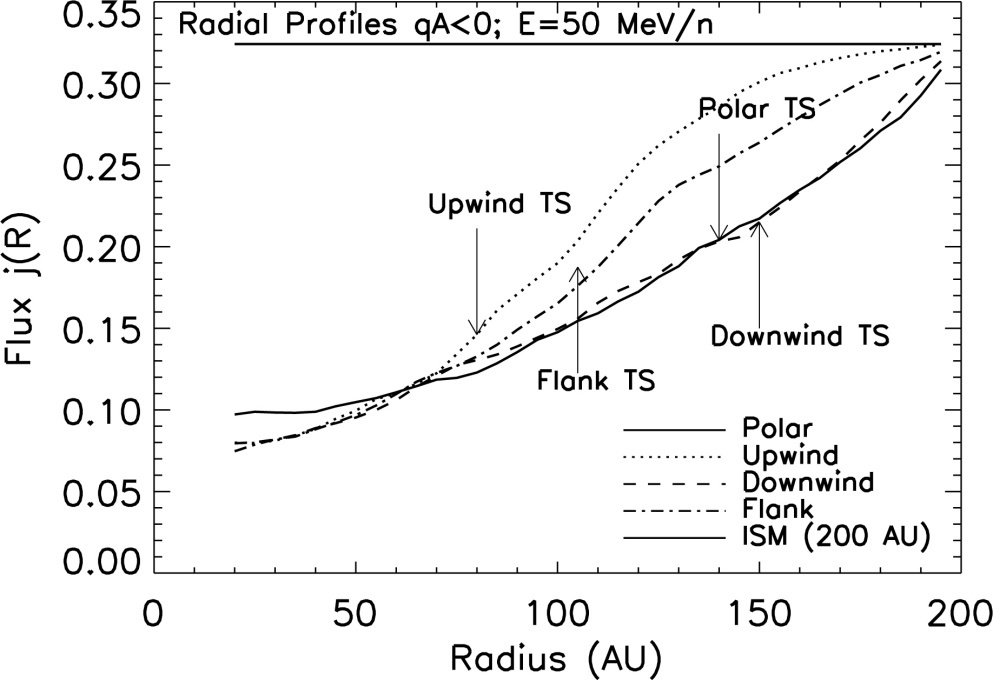 Radial Profiles qA<0; E=50 MeV/n
0.35
0.30
0.25
0.20
0.15
0.10
0.05
0.00
Flux j(R)
Polar TS
Upwind TS
Downwind TS
Flank TS
Polar
Upwind
Downwind
Flank
ISM (200 AU)
0 50 100 150 200
Radius (AU)